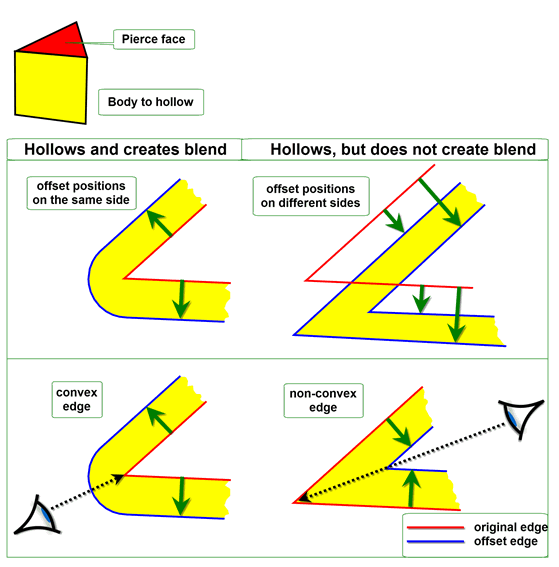 Pierce face
Body to hollow
Hollows and creates blend
Hollows, but does not create blend
offset positions
on the same side
offset positions
on different sides
convex
edge
non-convex
edge
original edge
offset edge